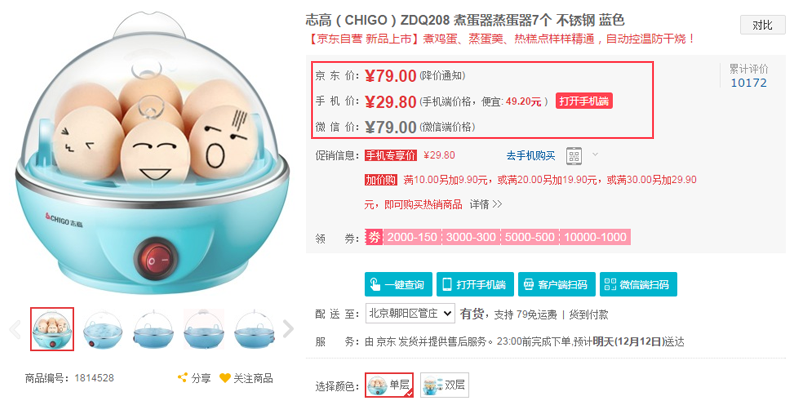 志高（CHIGO）ZDQ208 煮蛋器蒸蛋器7个 不锈钢 蓝色
对比
【京东自营 新品上市】煮鸡蛋、蒸蛋羹、热糕点样样精通，自动控温防干烧！
京 东 价：¥79.00 (降价通知)
累计评价
10172
手 机 价：¥29.80 (手机端价格，便宜: 49.20元 ) 打开手机端
微 信 价：¥79.00 (微信端价格)
促销信息：手机专享价 ¥29.80 去手机购买
加价购 满10.00另加9.90元，或满20.00另加19.90元，或满30.00另加29.90
元，即可购买热销商品 详情 >>
领 券：券 2000-150 3000-300 5000-500 10000-1000
CHIGO 志高
一键查询 打开手机端 客户端扫码 微信端扫码
配 送 至：北京朝阳区管庄 有货，支持 79免运费 | 货到付款
服 务：由 京东 发货并提供售后服务。23:00前完成下单,预计明天(12月12日)送达
商品编号：1814528 分享 关注商品
选择颜色： 单层 双层